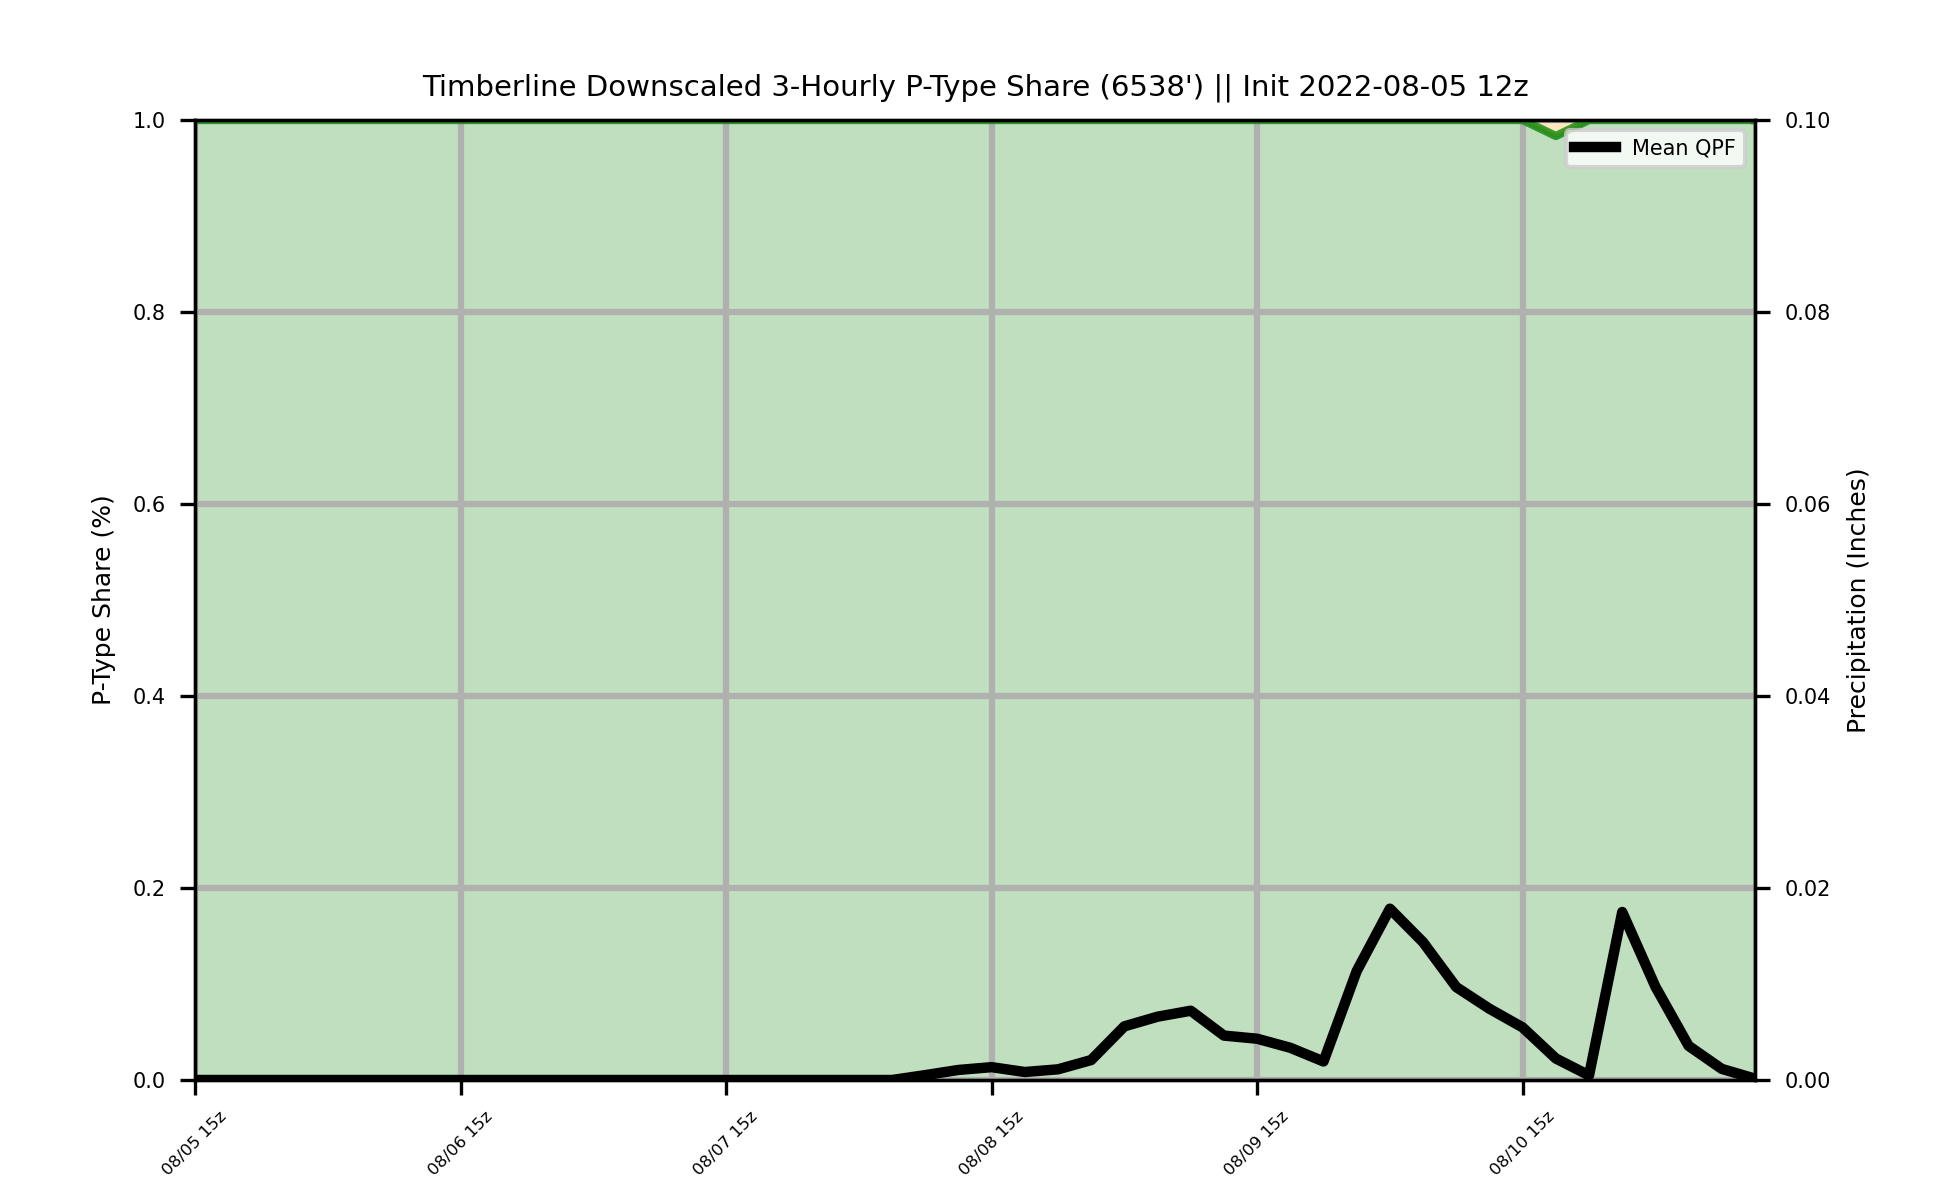 Timberline Downscaled 3-Hourly P-Type Share (6538') || Init 2022-08-05 12z
Mean QPF
P-Type Share (%)
1.0
0.8
0.6
0.4
0.2
0.0
0.10
0.08
0.06
0.04
0.02
0.00
Precipitation (Inches)
08/05 15z
08/06 15z
08/07 15z
08/08 15z
08/09 15z
08/10 15z